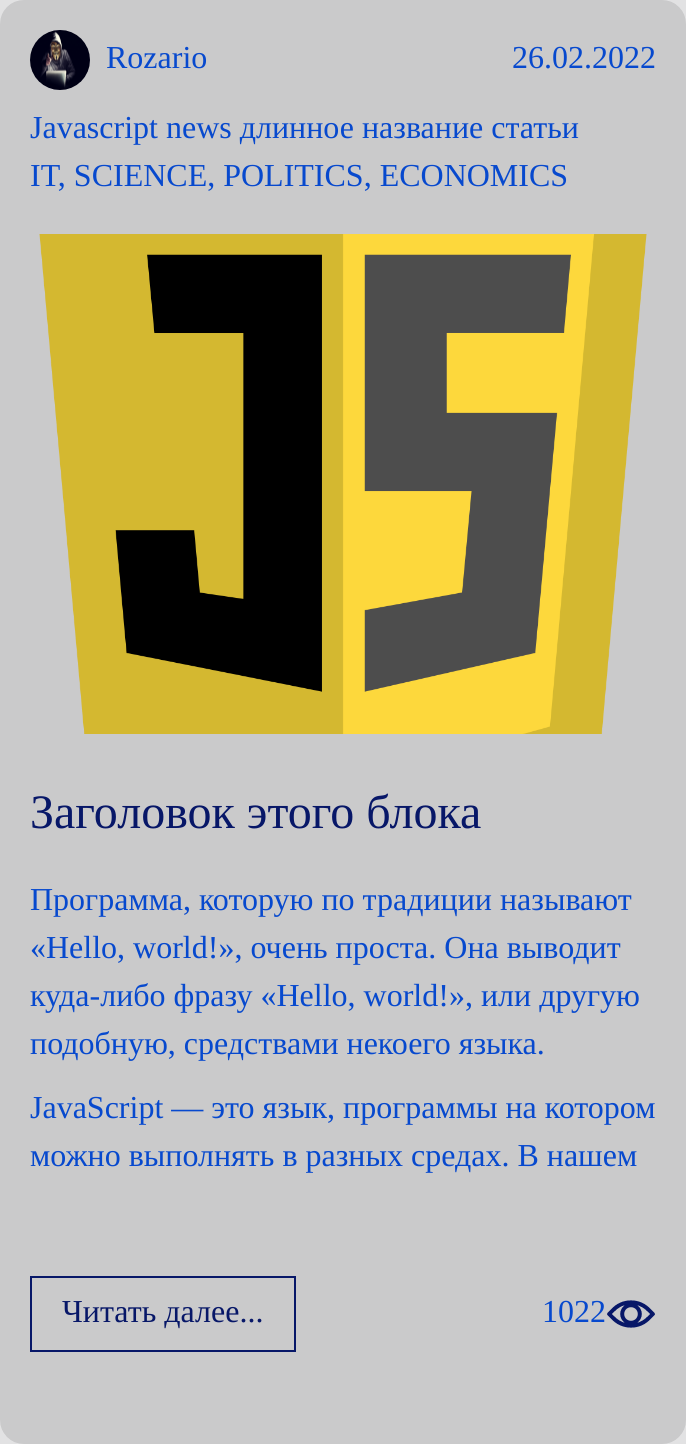 Rozario
26.02.2022
Javascript news длинное название статьи
IT, SCIENCE, POLITICS, ECONOMICS
JS
Заголовок этого блока
Программа, которую по традиции называют
«Hello, world!», очень проста. Она выводит
куда-либо фразу «Hello, world!», или другую
подобную, средствами некоего языка.
JavaScript — это язык, программы на котором
можно выполнять в разных средах. В нашем
Читать далее...
1022